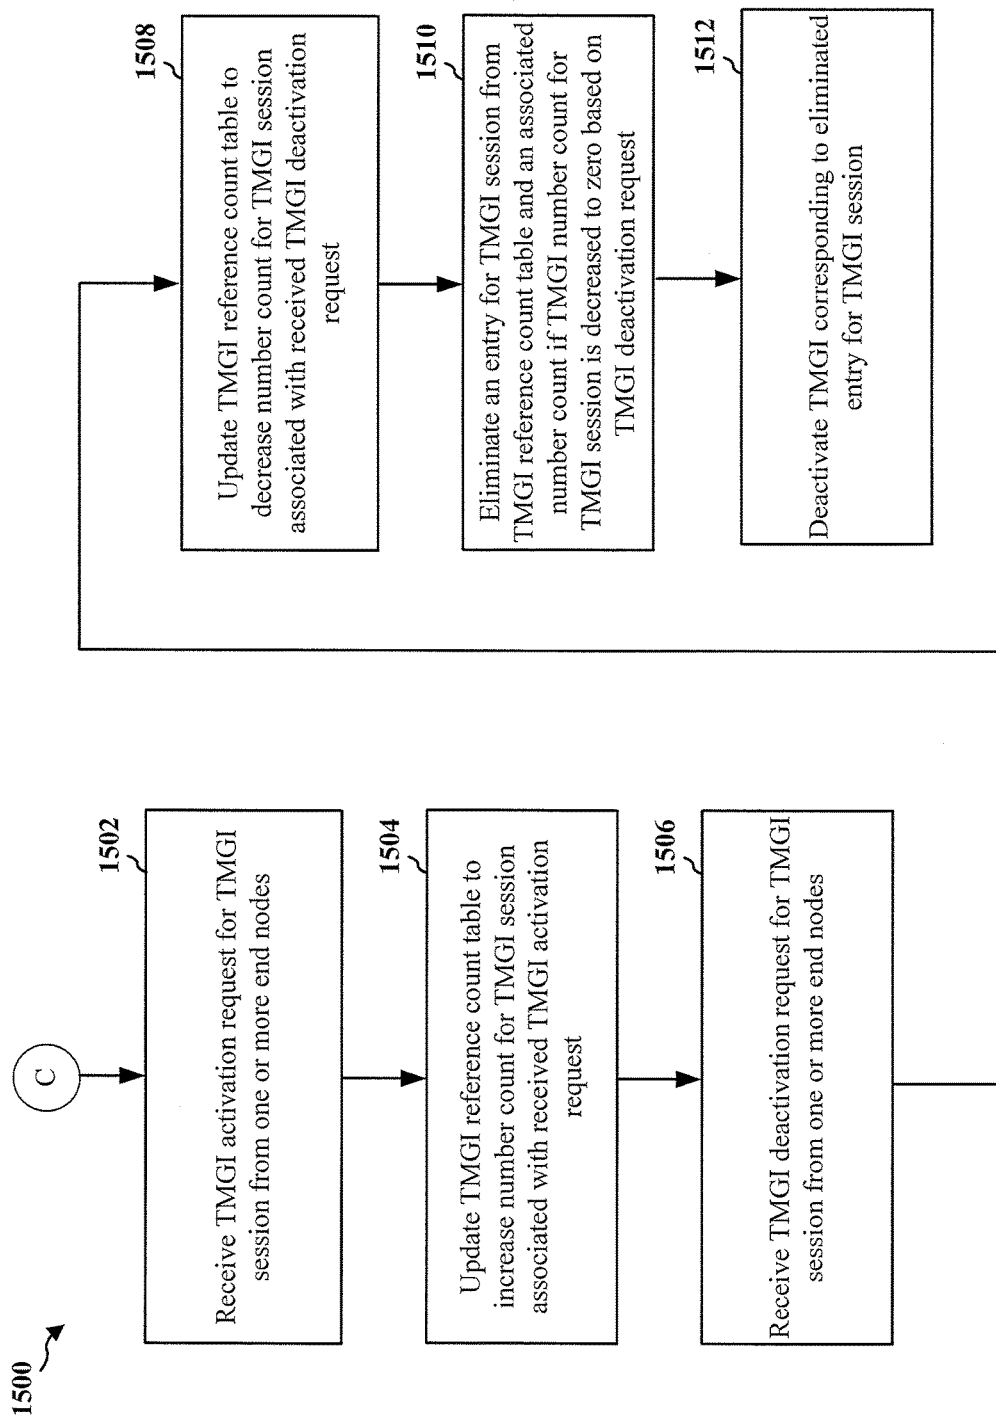 1500
C
1502
Receive TMGI activation request for TMGI
session from one or more end nodes
1504
Update TMGI reference count table to
increase number count for TMGI session
associated with received TMGI activation
request
1506
Receive TMGI deactivation request for TMGI
session from one or more end nodes
1508
Update TMGI reference count table to
decrease number count for TMGI session
associated with received TMGI deactivation
request
1510
Eliminate an entry for TMGI session from
TMGI reference count table and an associated
number count if TMGI number count for
TMGI session is decreased to zero based on
TMGI deactivation request
1512
Deactivate TMGI corresponding to eliminated
entry for TMGI session